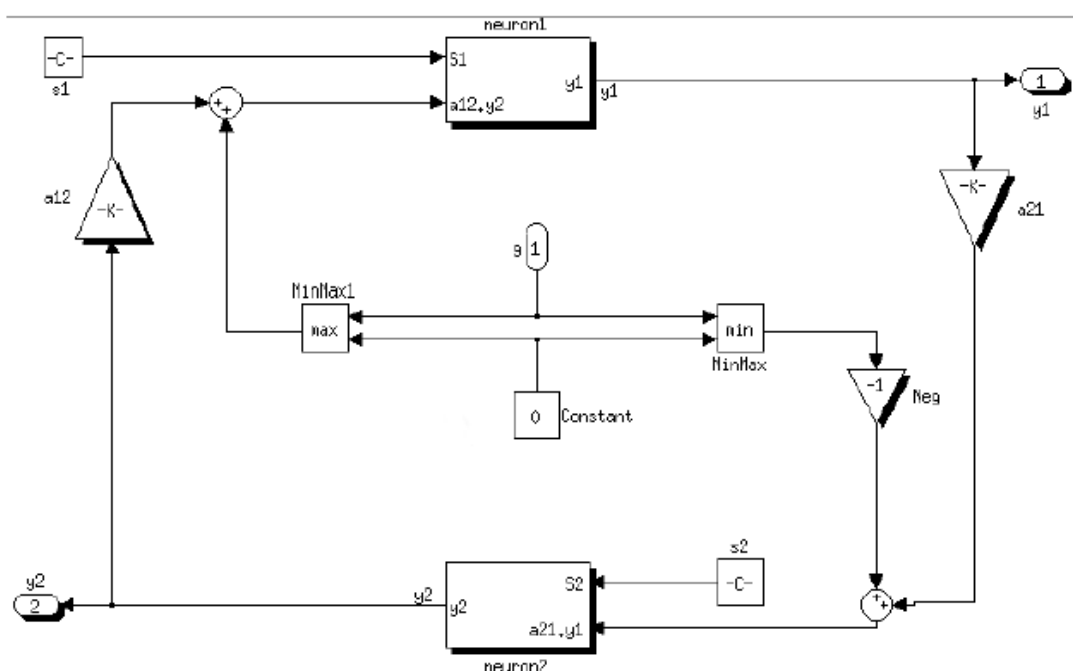 neuron1
-C-
s1
S1
y1
a12.y2
y1
1
y1
+
+
a12
-K-
-K-
a21
g 1
MinMax1
max
min
MinMax
-1
Neg
0
Constant
s2
-C-
S2
y2
y2
a21.y1
y2
2
+
+
neuron2